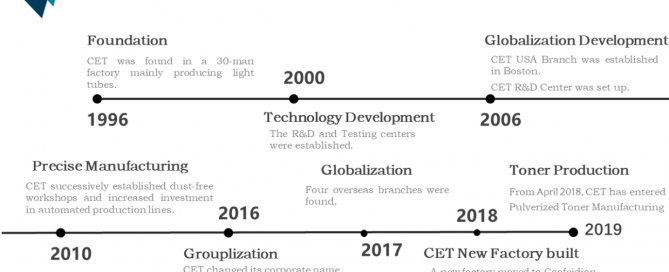 Foundation
CET was found in a 30-man
factory mainly producing light
tubes.
1996
2000
Technology Development
The R&D and Testing centers
were established.
Globalization Development
CET USA Branch was established
in Boston.
CET R&D Center was set up.
2006
Precise Manufacturing
CET successively established dust-free
workshops and increased investment
in automated production lines.
2010
2016
Grouplization
CET changed its corporate name
Globalization
Four overseas branches were
found.
2017
2018
CET New Factory built
A new factory moved to Caofeidian
Toner Production
From April 2018, CET has entered
Pulverized Toner Manufacturing
2019